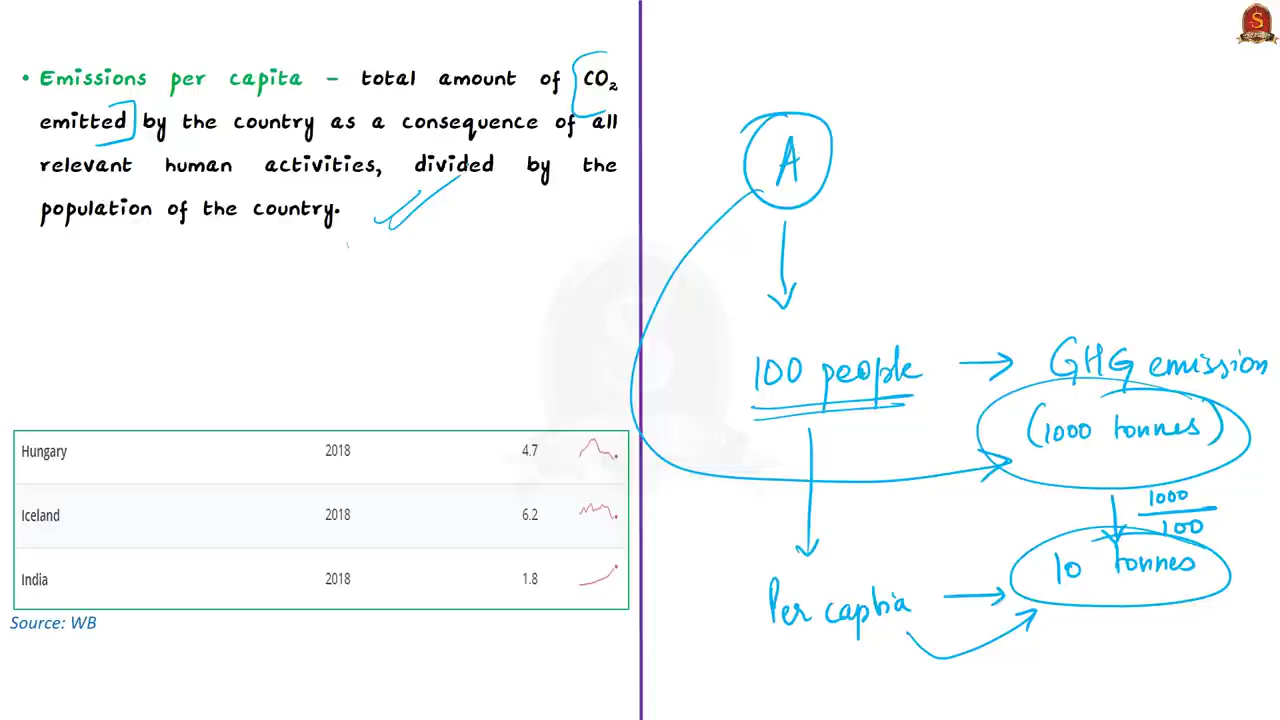 • Emissions per capita – total amount of CO₂
emitted by the country as a consequence of all
relevant human activities, divided by the
population of the country.
Hungary 2018 4.7
Iceland 2018 6.2
India 2018 1.8
Source: WB
S
A
100 people → GHG emission
(1000 tonnes)
1000
100
10 tonnes
Per captia →